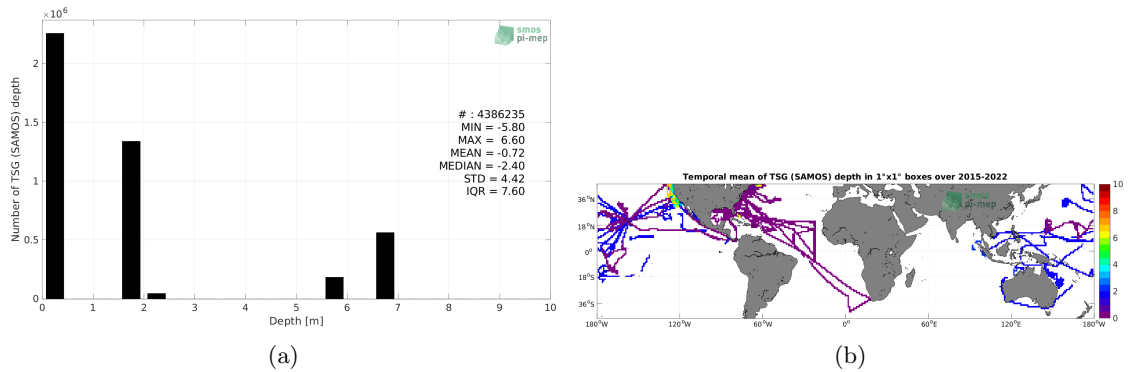 ×10⁶
2
1.5
1
0.5
0
0
1
2
3
4
5
6
7
8
9
10
Number of TSG (SAMOS) depth
Depth [m]
smos
pi-mep
# : 4386235
MIN = -5.80
MAX = 6.60
MEAN = -0.72
MEDIAN = -2.40
STD = 4.42
IQR = 7.60
(a)
Temporal mean of TSG (SAMOS) depth in 1°x1° boxes over 2015-2022
smos
pi-mep
36°N
18°N
0°
18°S
36°S
180°W
120°W
60°W
0°
60°E
120°E
180°W
10
8
6
4
2
0
(b)